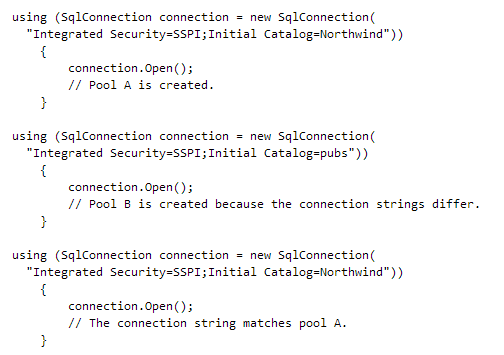 using (SqlConnection connection = new SqlConnection(
"Integrated Security=SSPI;Initial Catalog=Northwind"))
{
connection.Open();
// Pool A is created.
}
using (SqlConnection connection = new SqlConnection(
"Integrated Security=SSPI;Initial Catalog=pubs"))
{
connection.Open();
// Pool B is created because the connection strings differ.
}
using (SqlConnection connection = new SqlConnection(
"Integrated Security=SSPI;Initial Catalog=Northwind"))
{
connection.Open();
// The connection string matches pool A.
}